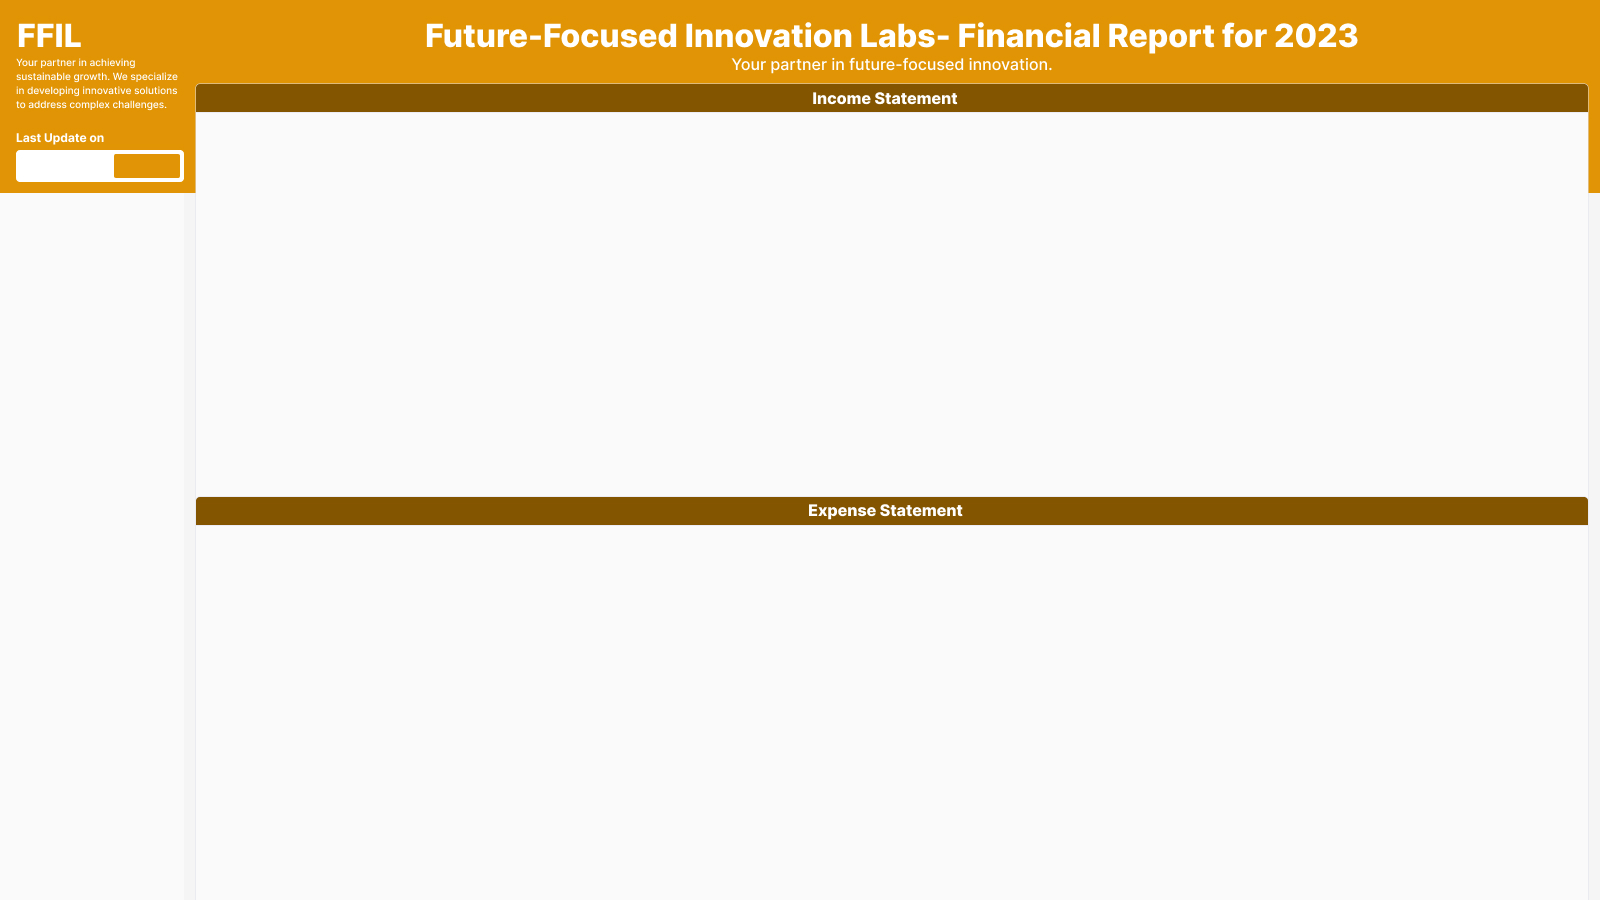 FFIL
Your partner in achieving
sustainable growth. We specialize
in developing innovative solutions
to address complex challenges.
Last Update on
Future-Focused Innovation Labs- Financial Report for 2023
Your partner in future-focused innovation.
Income Statement
Expense Statement